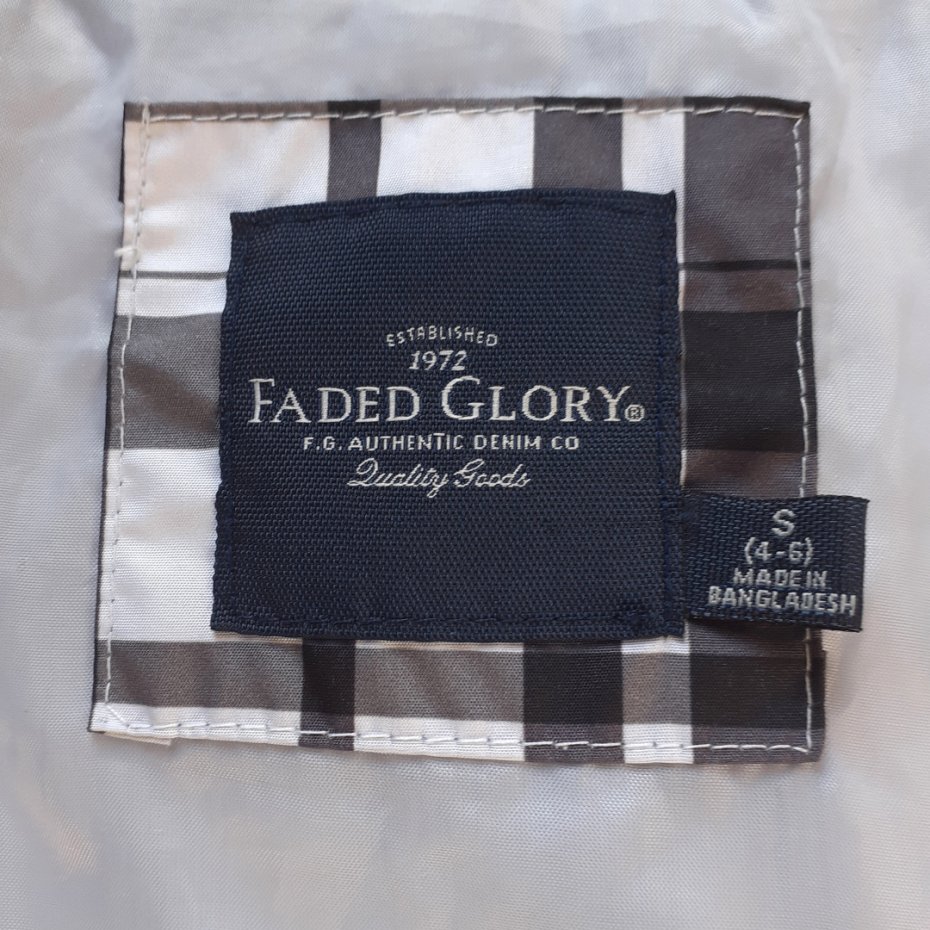 ESTABLISHED
1972
FADED GLORY®
F.G. AUTHENTIC DENIM CO
Quality Goods
S
(4-6)
MADE IN
BANGLADESH